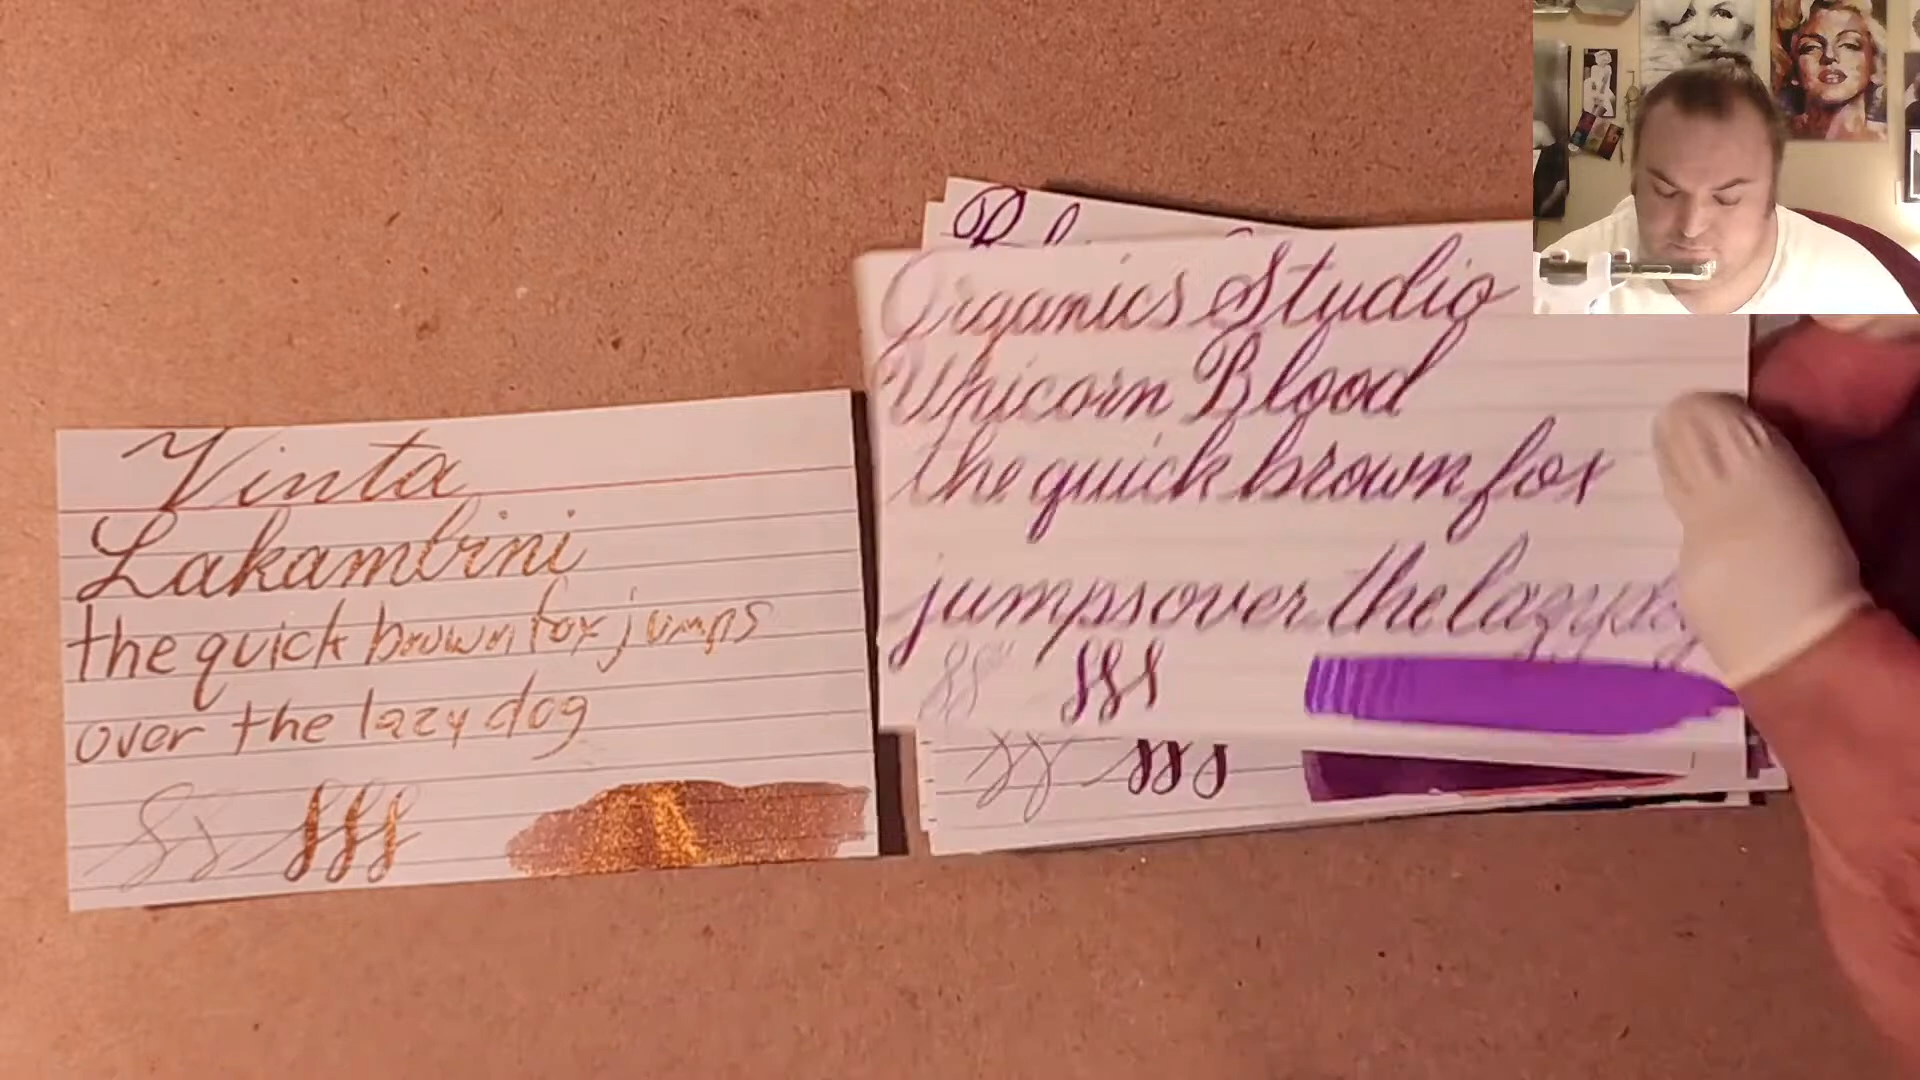 Vinta
Lakambini
the quick brown fox jumps
over the lazy dog
Organics Studio
Unicorn Blood
the quick brown fox
jumps over the lazy dog